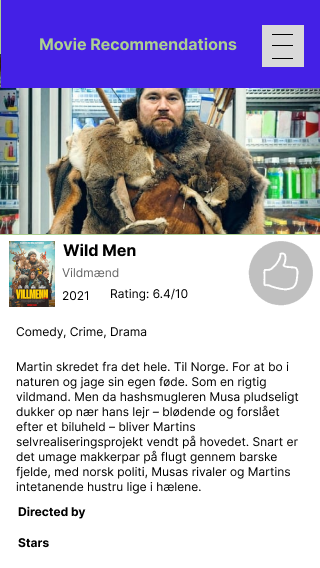 Movie Recommendations
Wild Men
Vildmænd
2021
Rating: 6.4/10
VILLMENN
Comedy, Crime, Drama
Martin skredet fra det hele. Til Norge. For at bo i
naturen og jage sin egen føde. Som en rigtig
vildmand. Men da hashsmugleren Musa pludseligt
dukker op nær hans lejr – blødende og forslået
efter et biluheld – bliver Martins
selvrealiseringsprojekt vendt på hovedet. Snart er
det umage makkerpar på flugt gennem barske
fjelde, med norsk politi, Musas rivaler og Martins
intetanende hustru lige i hælene.
Directed by
Stars